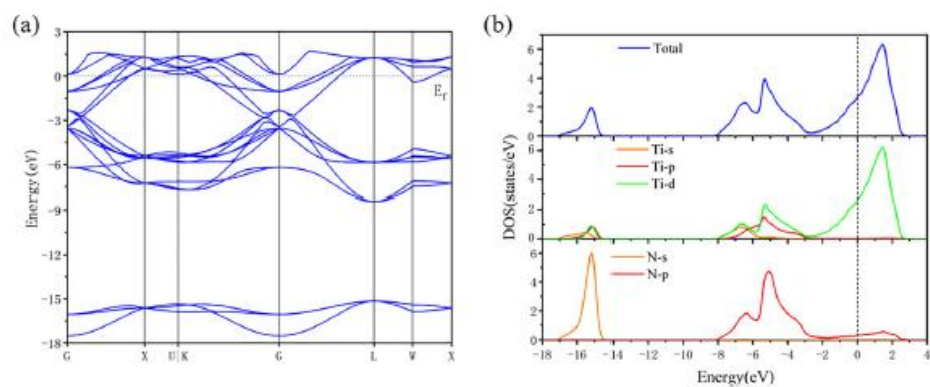 (a)
3
0
-3
-6
-9
-12
-15
-18
Energy(eV)
E_f
G X U|K G L W X
(b)
Total
6
4
2
0
Ti-s
Ti-p
Ti-d
6
4
2
0
DOS(states/eV)
N-s
N-p
6
4
2
0
-18 -16 -14 -12 -10 -8 -6 -4 -2 0 2 4
Energy(eV)